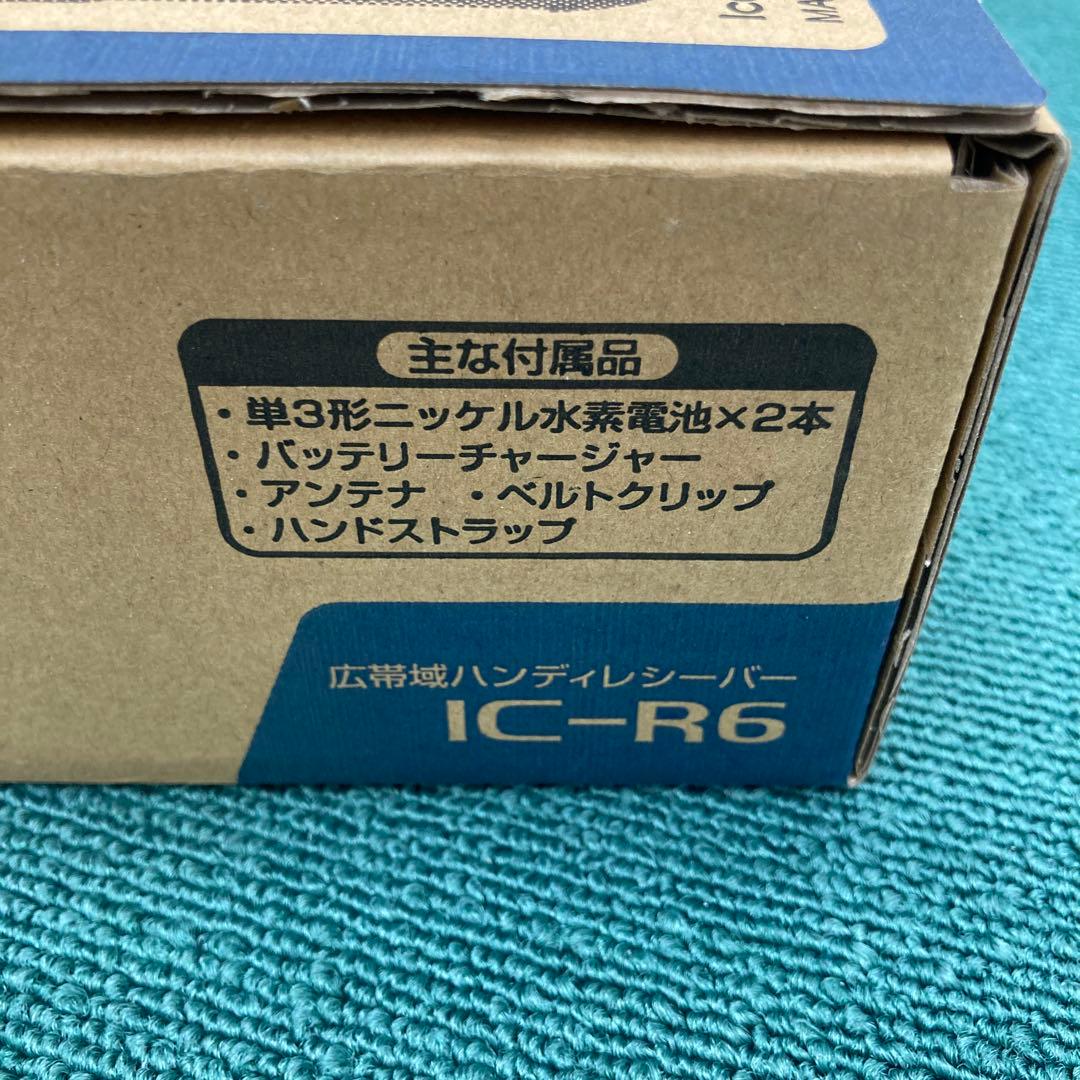 主な付属品
・単3形ニッケル水素電池×2本
・バッテリーチャージャー
・アンテナ ・ベルトクリップ
・ハンドストラップ
広帯域ハンディレシーバー
IC-R6